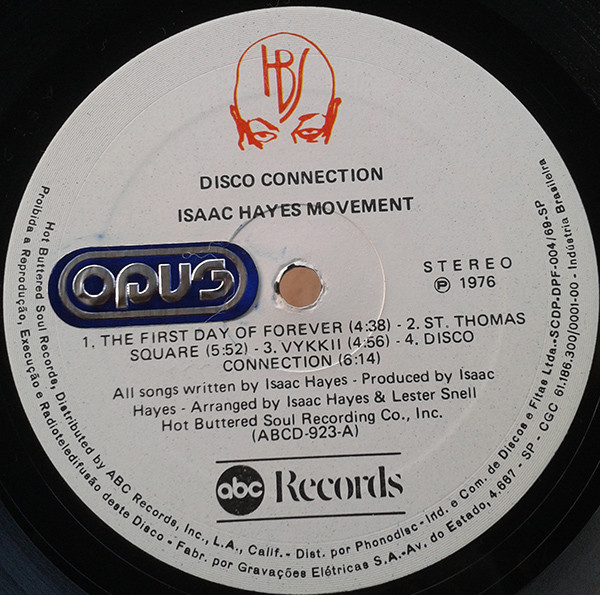 HBS
DISCO CONNECTION
ISAAC HAYES MOVEMENT
OPUS
STEREO
Ⓟ 1976
1. THE FIRST DAY OF FOREVER (4:38) - 2. ST. THOMAS
SQUARE (5:52) - 3. VYKKII - 4. DISCO
CONNECTION (6:14)
All songs written by Isaac Hayes - Produced by Isaac
Hayes - Arranged by Isaac Hayes & Lester Snell
Hot Buttered Soul Recording Co., Inc.
(ABCD-923-A)
abc Records
Hot Buttered Soul Records, Distributed by ABC Records, Inc., L.A., Calif. - Dist. por Phonodisc-Ind. e Com. de Discos e Fitas Ltda..SCDP-DPF-004/69-SP
Proibida a Reprodução, Execução e Radioteledifusão deste Disco - Fabr. por Gravações Elétricas S.A.-Av. do Estado, 4.667 - SP - CGC 61.186.300/0001-00 - Indústria Brasileira